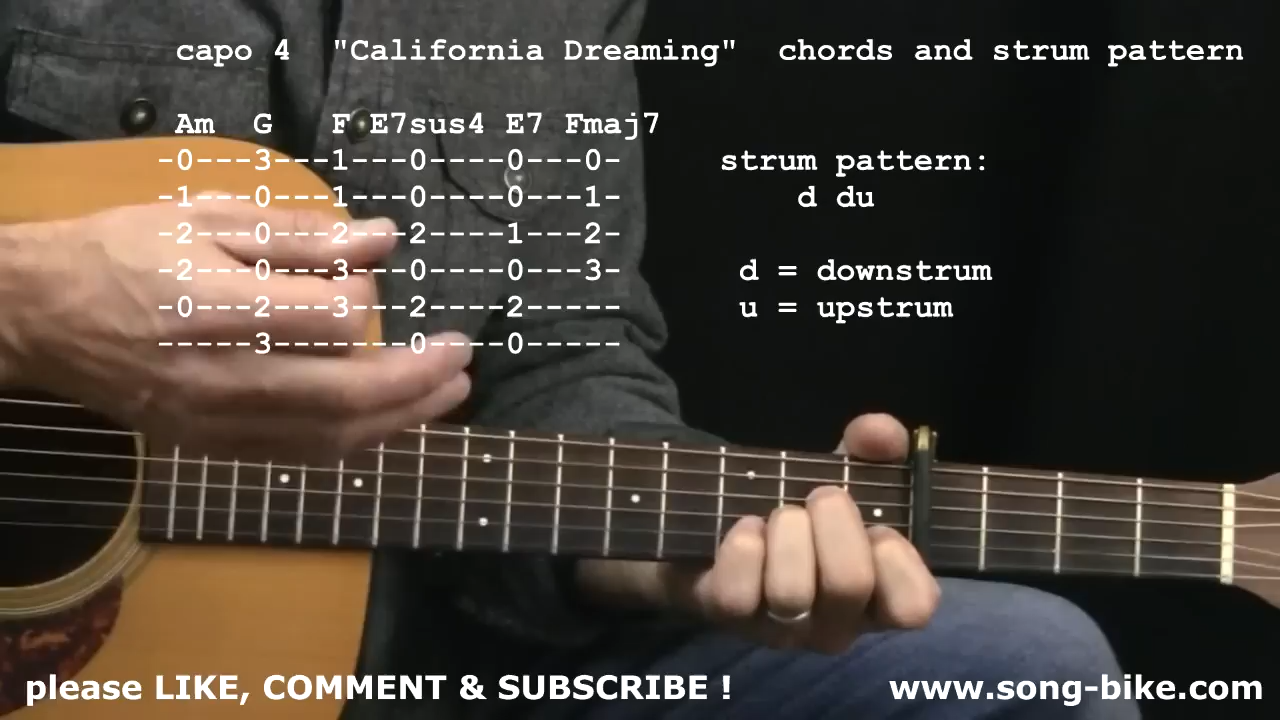 capo 4  "California Dreaming"  chords and strum pattern
Am  G   F E7sus4 E7 Fmaj7
-0---3---1---0----0---0-
-1---0---1---0----0---1-
-2---0---2---2----1---2-
-2---0---3---0----0---3-
-0---2---3---2----2-----
-----3-------0----0-----
strum pattern:
d du
d = downstrum
u = upstrum
please LIKE, COMMENT & SUBSCRIBE !
www.song-bike.com